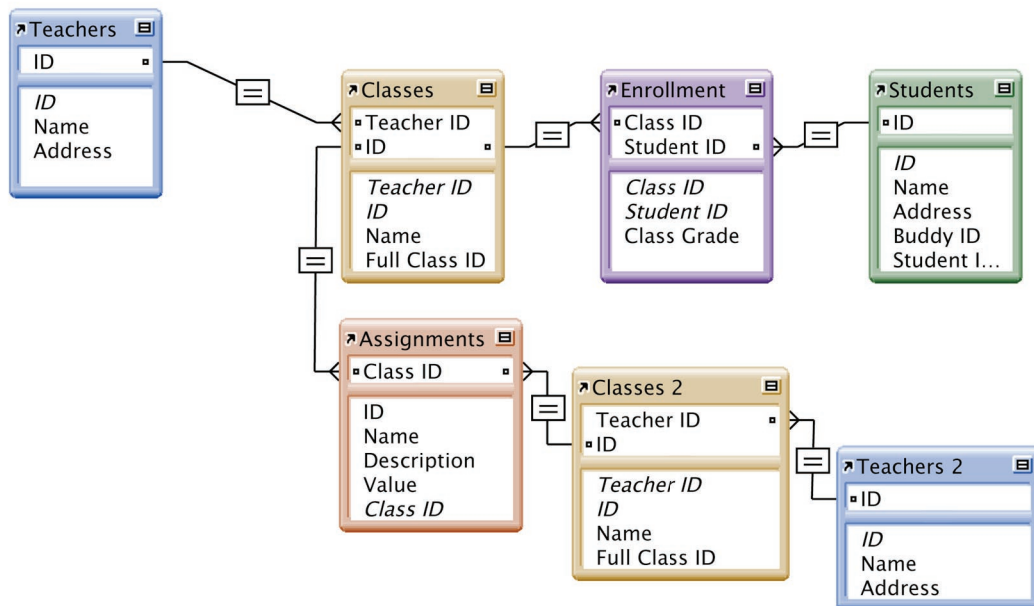 Teachers
ID
ID
Name
Address
Classes
Teacher ID
ID
Teacher ID
ID
Name
Full Class ID
Enrollment
Class ID
Student ID
Class ID
Student ID
Class Grade
Students
ID
ID
Name
Address
Buddy ID
Student I...
Assignments
Class ID
ID
Name
Description
Value
Class ID
Classes 2
Teacher ID
ID
Teacher ID
ID
Name
Full Class ID
Teachers 2
ID
ID
Name
Address